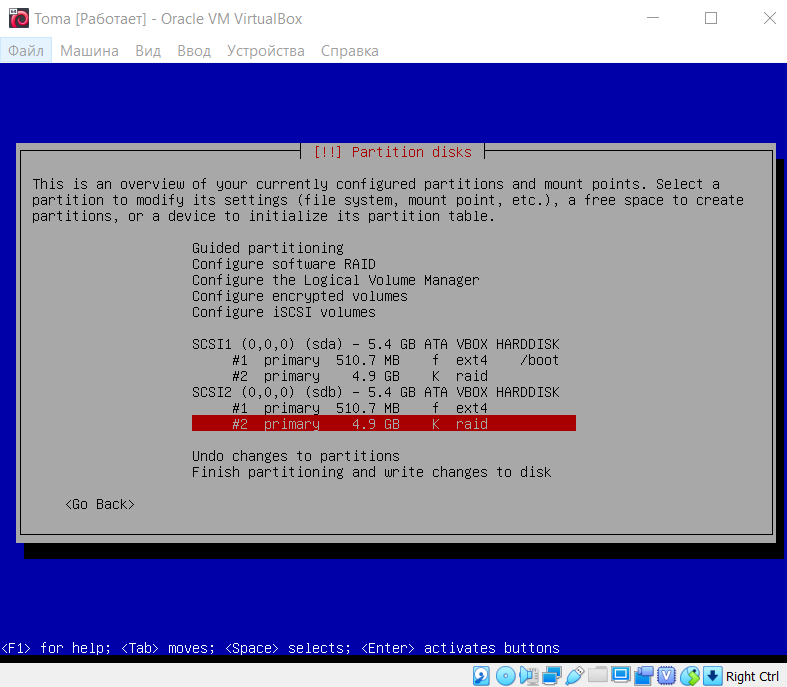 Toma [Работает] - Oracle VM VirtualBox
Файл Машина Вид Ввод Устройства Справка
[!!] Partition disks
This is an overview of your currently configured partitions and mount points. Select a
partition to modify its settings (file system, mount point, etc.), a free space to create
partitions, or a device to initialize its partition table.
Guided partitioning
Configure software RAID
Configure the Logical Volume Manager
Configure encrypted volumes
Configure iSCSI volumes
SCSI1 (0,0,0) (sda) - 5.4 GB ATA VBOX HARDDISK
#1 primary 510.7 MB f ext4 /boot
#2 primary 4.9 GB K raid
SCSI2 (0,0,0) (sdb) - 5.4 GB ATA VBOX HARDDISK
#1 primary 510.7 MB f ext4
#2 primary 4.9 GB K raid
Undo changes to partitions
Finish partitioning and write changes to disk
<Go Back>
<F1> for help; <Tab> moves; <Space> selects; <Enter> activates buttons
Right Ctrl